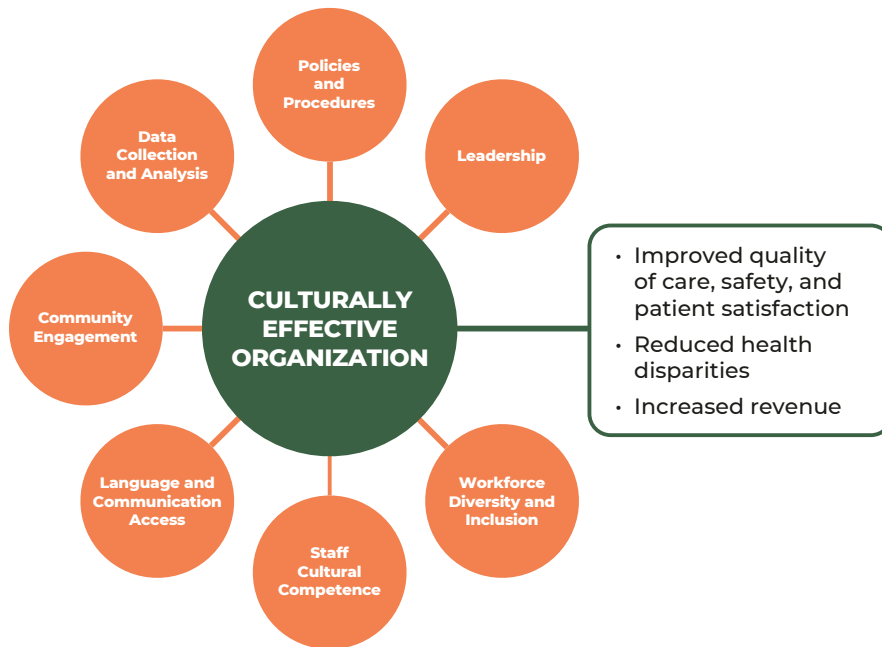 Policies
and
Procedures
Leadership
Data
Collection
and Analysis
Community
Engagement
CULTURALLY
EFFECTIVE
ORGANIZATION
• Improved quality
of care, safety, and
patient satisfaction
• Reduced health
disparities
• Increased revenue
Language and
Communication
Access
Workforce
Diversity and
Inclusion
Staff
Cultural
Competence